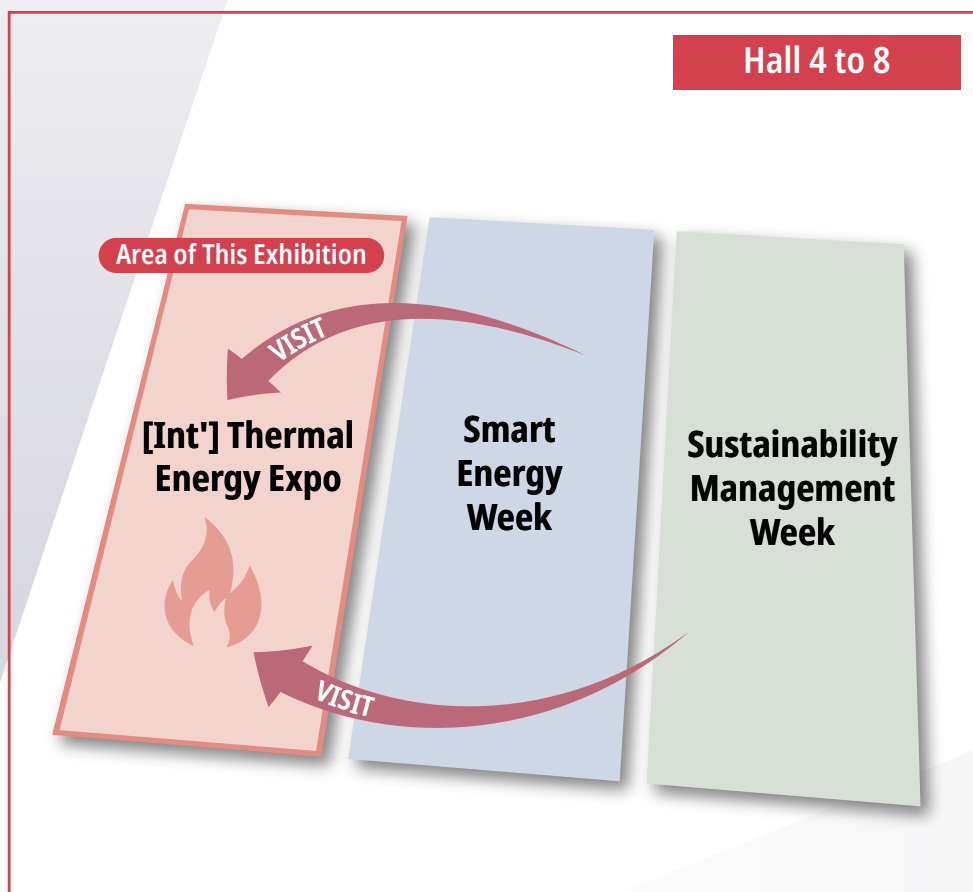 Hall 4 to 8
Area of This Exhibition
VISIT
[Int'] Thermal
Energy Expo
Smart
Energy
Week
Sustainability
Management
Week
VISIT